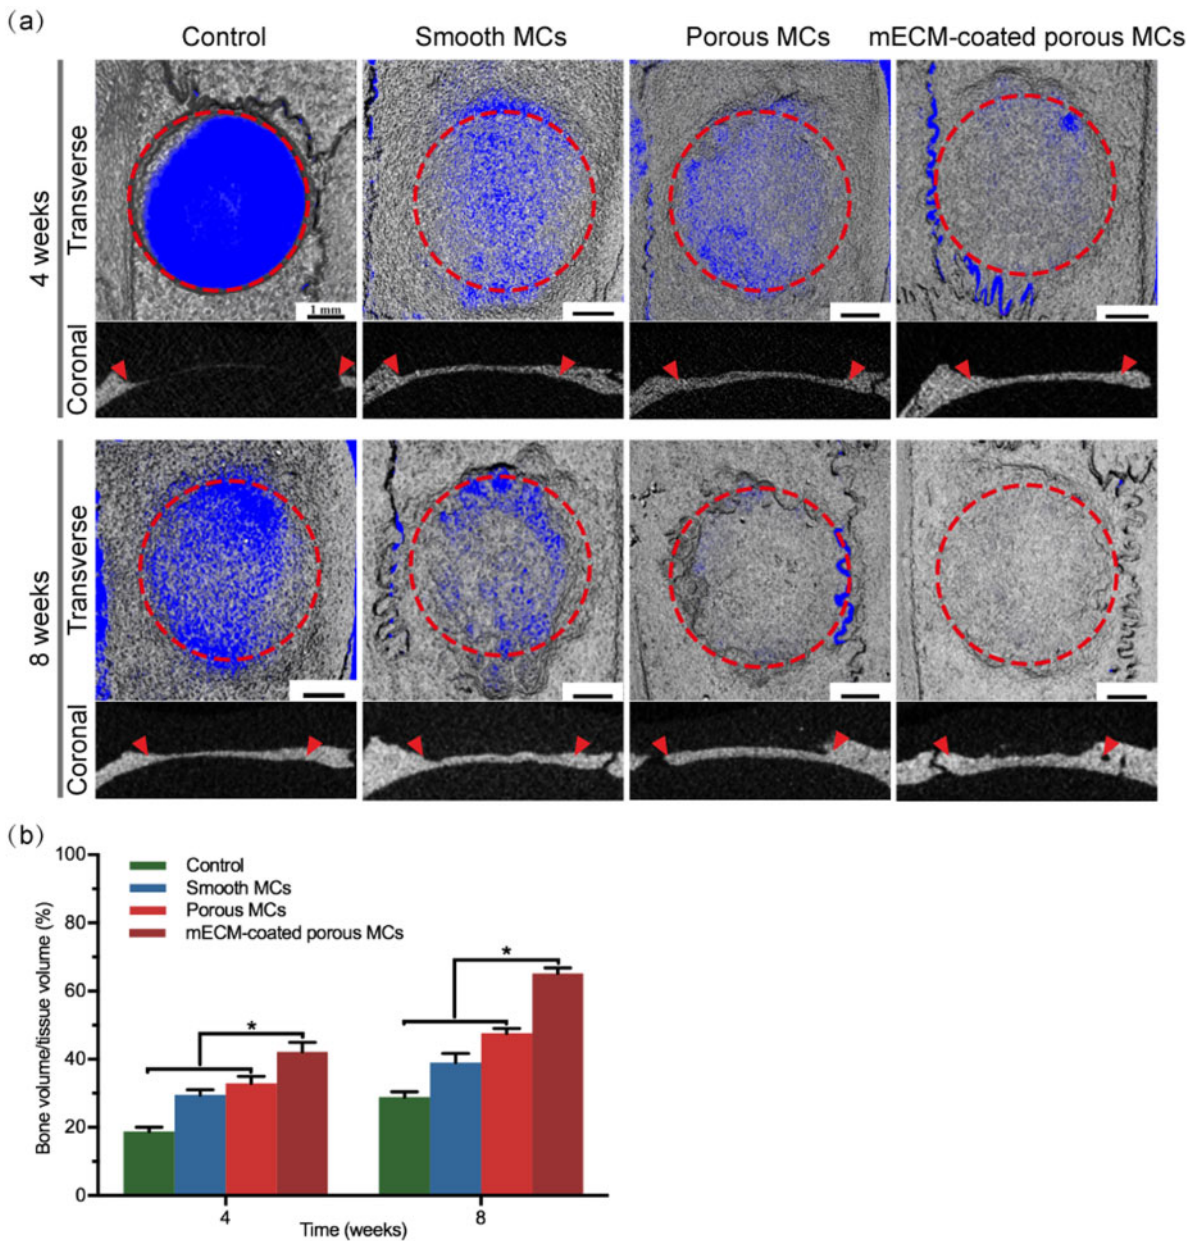 (a)
Control
Smooth MCs
Porous MCs
mECM-coated porous MCs
4 weeks
Transverse
1 mm
Coronal
8 weeks
Transverse
Coronal
(b)
Bone volume/tissue volume (%)
100
80
60
40
20
0
Control
Smooth MCs
Porous MCs
mECM-coated porous MCs
*
*
4
8
Time (weeks)